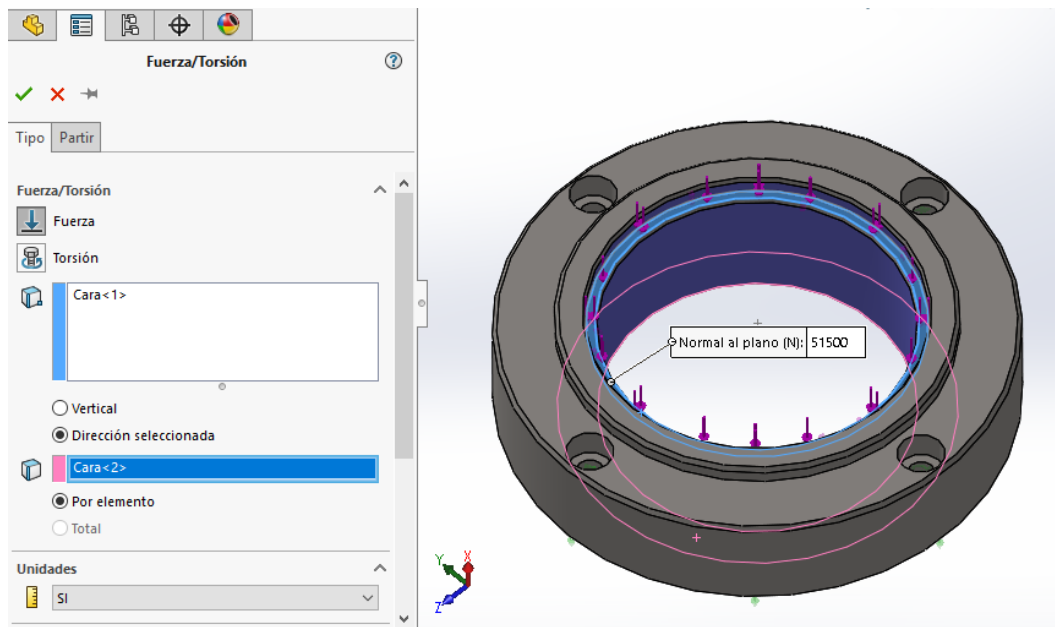 Fuerza/Torsión
?
Tipo Partir
Fuerza/Torsión
Fuerza
Torsión
Cara<1>
Vertical
Dirección seleccionada
Cara<2>
Por elemento
Total
Unidades
SI
Normal al plano (N): 51500
Y X
Z